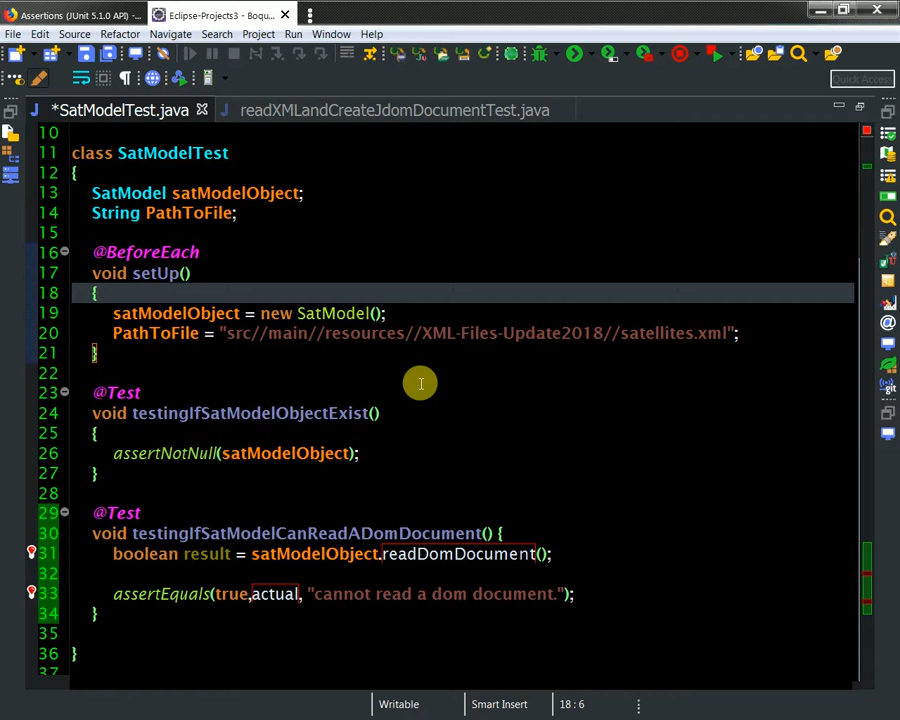 Assertions (JUnit 5.1.0 API) - Eclipse-Projects3 - Boqu...
File Edit Source Refactor Navigate Search Project Run Window Help
Quick Access
*SatModelTest.java readXMLandCreateJdomDocumentTest.java
10
11 class SatModelTest
12 {
13 SatModel satModelObject;
14 String PathToFile;
15
16 @BeforeEach
17 void setUp()
18 {
19 satModelObject = new SatModel();
20 PathToFile = "src//main//resources//XML-Files-Update2018//satellites.xml";
21 }
22
23 @Test
24 void testingIfSatModelObjectExist()
25 {
26 assertNotNull(satModelObject);
27 }
28
29 @Test
30 void testingIfSatModelCanReadADomDocument() {
31 boolean result = satModelObject.readDomDocument();
32
33 assertEquals(true,actual, "cannot read a dom document.");
34 }
35
36 }
37
Writable Smart Insert 18 : 6